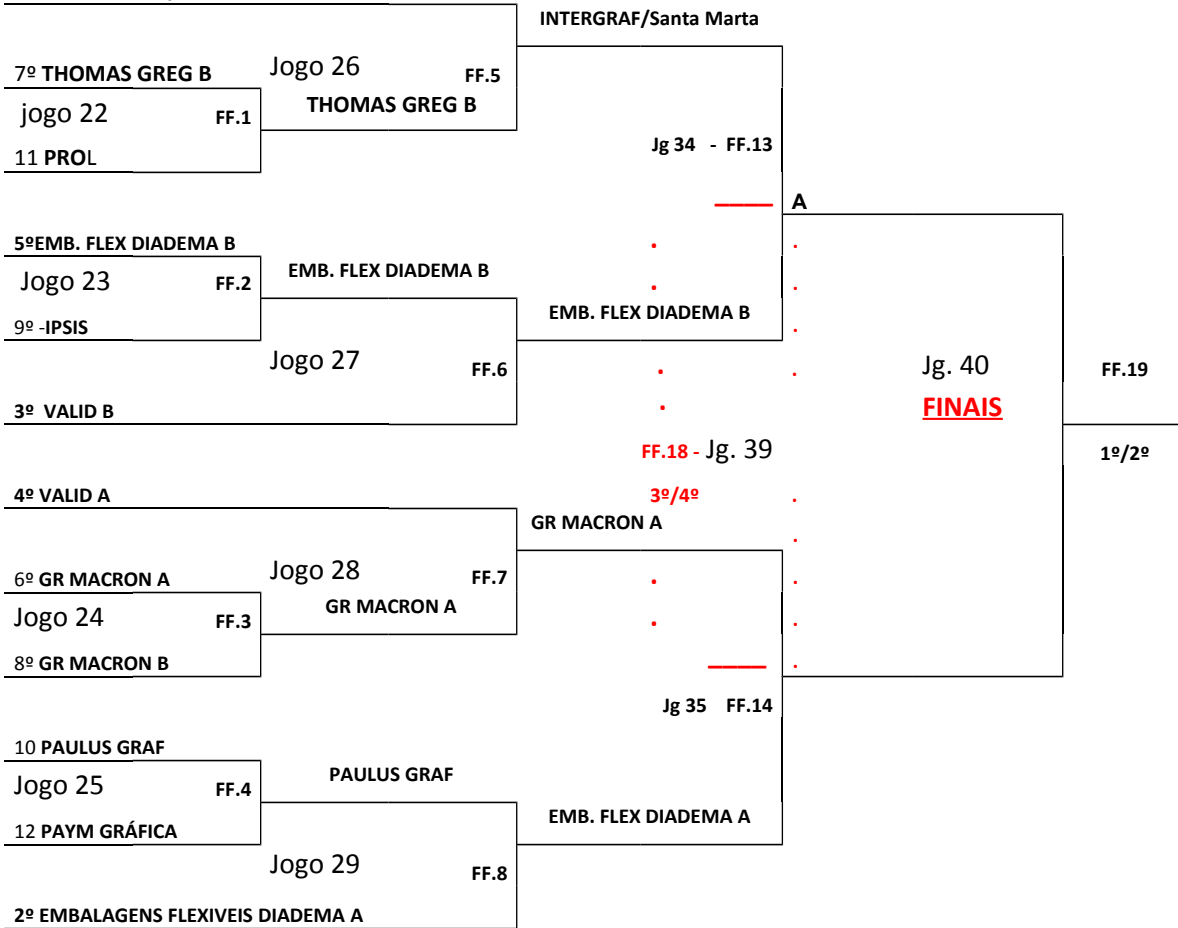 INTERGRAF/Santa Marta
7º THOMAS GREG B
Jogo 26
FF.5
jogo 22
FF.1
THOMAS GREG B
11 PROL
Jg 34 - FF.13
A
5ºEMB. FLEX DIADEMA B
Jogo 23
FF.2
EMB. FLEX DIADEMA B
9º -IPSIS
EMB. FLEX DIADEMA B
Jogo 27
FF.6
Jg. 40
FF.19
3º VALID B
FINAIS
FF.18 - Jg. 39
1º/2º
4º VALID A
3º/4º
GR MACRON A
6º GR MACRON A
Jogo 28
FF.7
Jogo 24
FF.3
GR MACRON A
8º GR MACRON B
Jg 35 FF.14
10 PAULUS GRAF
Jogo 25
FF.4
PAULUS GRAF
12 PAYM GRÁFICA
EMB. FLEX DIADEMA A
Jogo 29
FF.8
2º EMBALAGENS FLEXIVEIS DIADEMA A